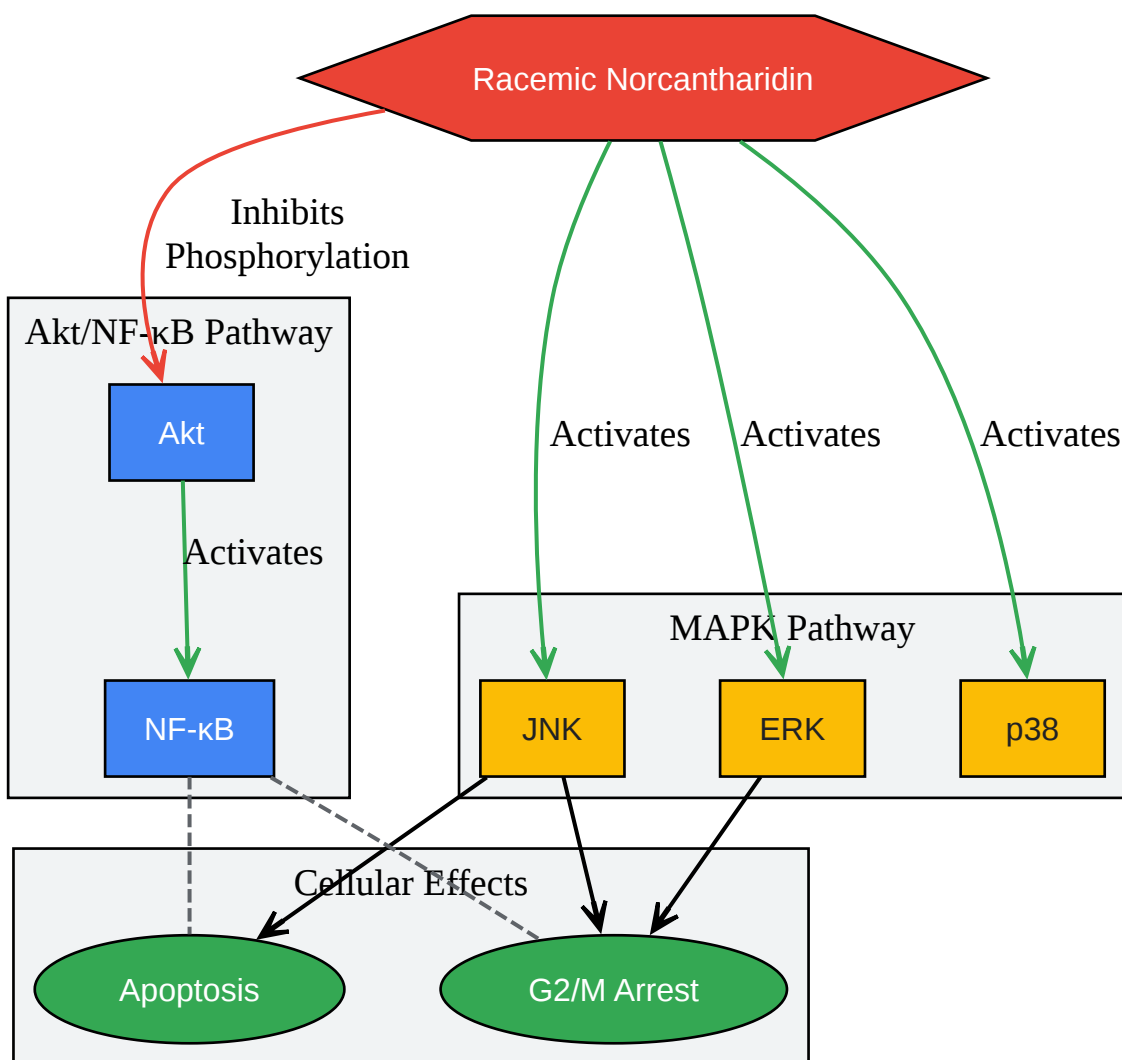 Racemic Norcantharidin
Inhibits
Phosphorylation
Akt/NF-κB Pathway
Akt
Activates
Activates
Activates
Activates
MAPK Pathway
NF-κB
JNK
ERK
p38
Cellular Effects
Apoptosis
G2/M Arrest